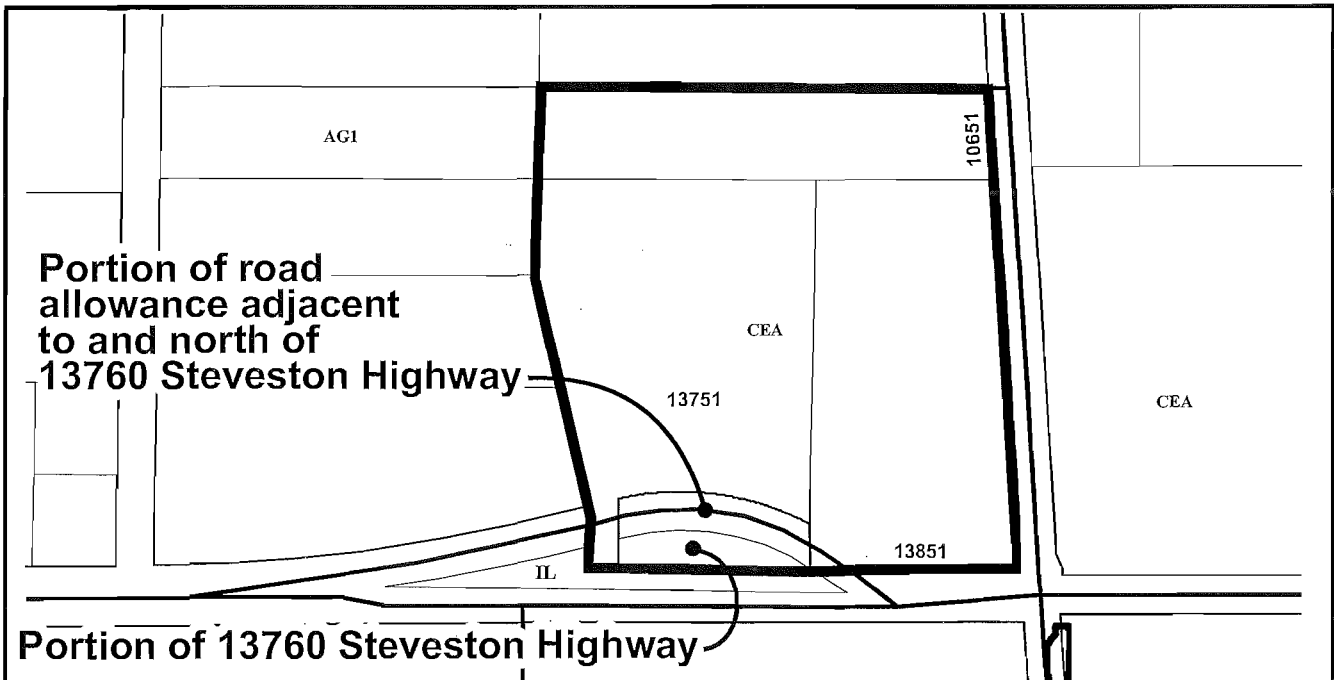 AG1
10651
Portion of road
allowance adjacent
to and north of
13760 Steveston Highway
CEA
13751
CEA
13851
IL
Portion of 13760 Steveston Highway